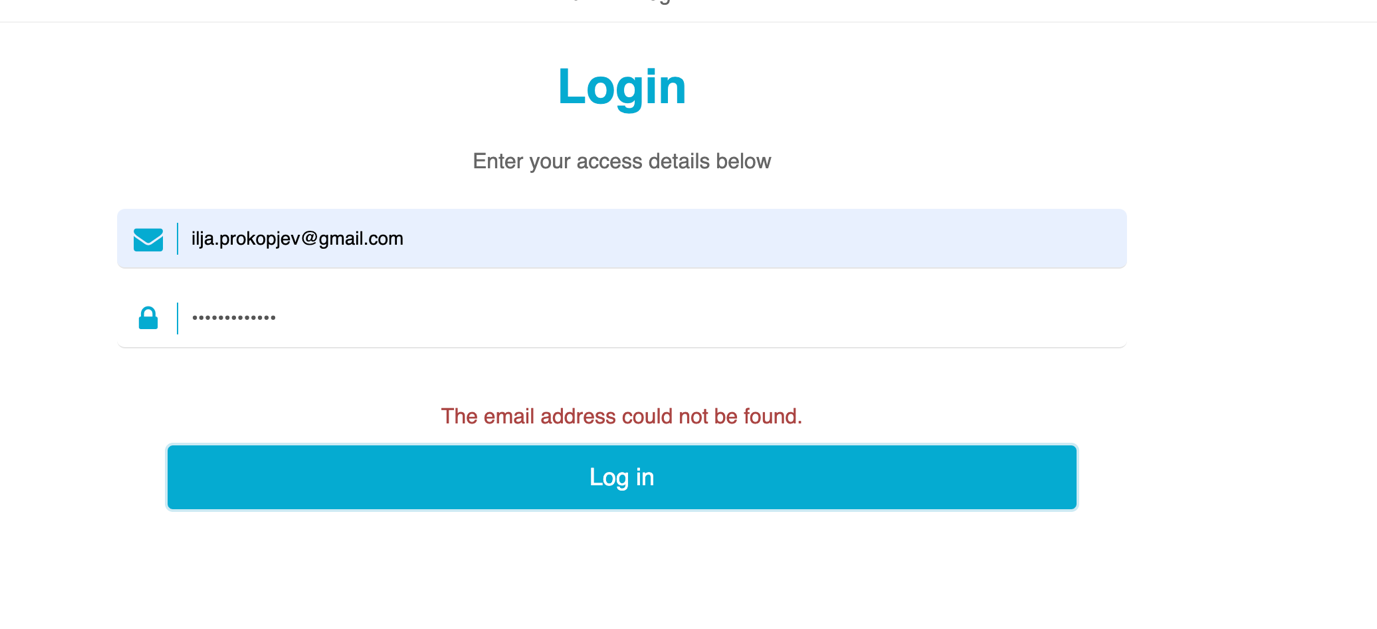 Login
Enter your access details below
ilja.prokopjev@gmail.com
•••••••••••••
The email address could not be found.
Log in